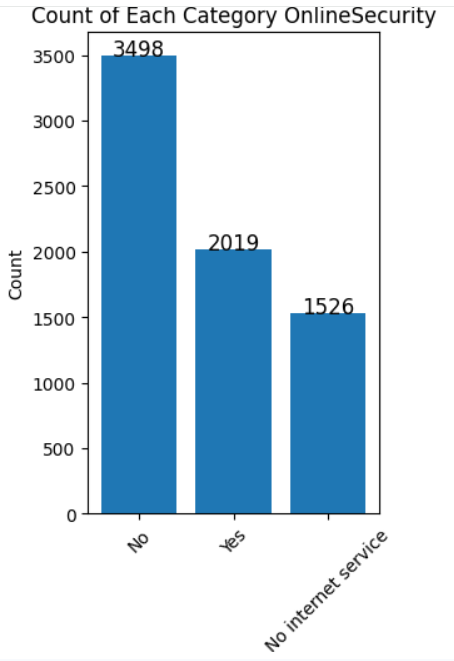 Count of Each Category OnlineSecurity
3498
3500
3000
2500
2019
2000
1526
1500
1000
500
0
Count
No
Yes
No internet service